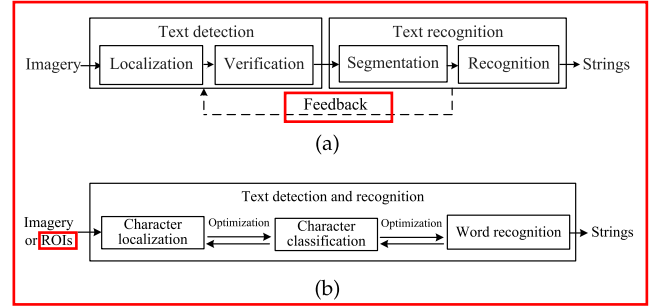 Text detection
Text recognition
Imagery
Localization
Verification
Segmentation
Recognition
Strings
Feedback
(a)
Text detection and recognition
Imagery
or ROIs
Character
localization
Optimization
Character
classification
Optimization
Word recognition
Strings
(b)